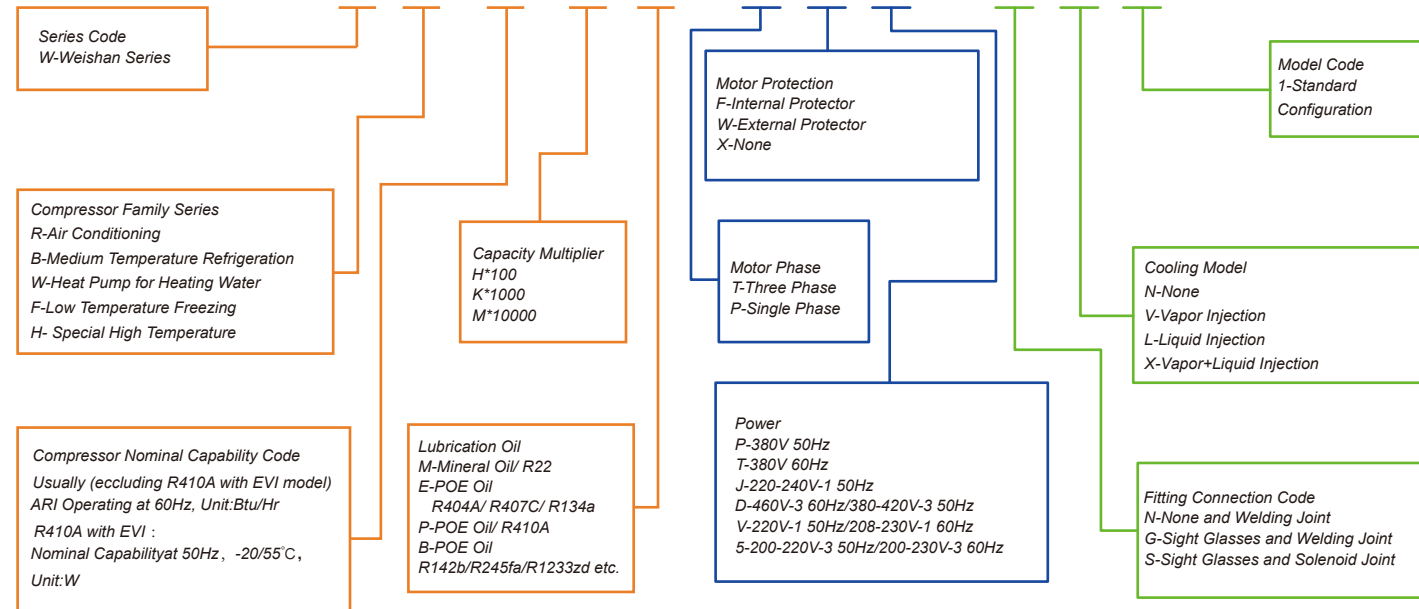 Series Code
W-Weishan Series
Compressor Family Series
R-Air Conditioning
B-Medium Temperature Refrigeration
W-Heat Pump for Heating Water
F-Low Temperature Freezing
H- Special High Temperature
Compressor Nominal Capability Code
Usually (eccluding R410A with EVI model)
ARI Operating at 60Hz, Unit:Btu/Hr
R410A with EVI :
Nominal Capabilityat 50Hz, -20/55℃,
Unit:W
Capacity Multiplier
H*100
K*1000
M*10000
Lubrication Oil
M-Mineral Oil/ R22
E-POE Oil
R404A/ R407C/ R134a
P-POE Oil/ R410A
B-POE Oil
R142b/R245fa/R1233zd etc.
Motor Protection
F-Internal Protector
W-External Protector
X-None
Motor Phase
T-Three Phase
P-Single Phase
Power
P-380V 50Hz
T-380V 60Hz
J-220-240V-1 50Hz
D-460V-3 60Hz/380-420V-3 50Hz
V-220V-1 50Hz/208-230V-1 60Hz
5-200-220V-3 50Hz/200-230V-3 60Hz
Model Code
1-Standard
Configuration
Cooling Model
N-None
V-Vapor Injection
L-Liquid Injection
X-Vapor+Liquid Injection
Fitting Connection Code
N-None and Welding Joint
G-Sight Glasses and Welding Joint
S-Sight Glasses and Solenoid Joint